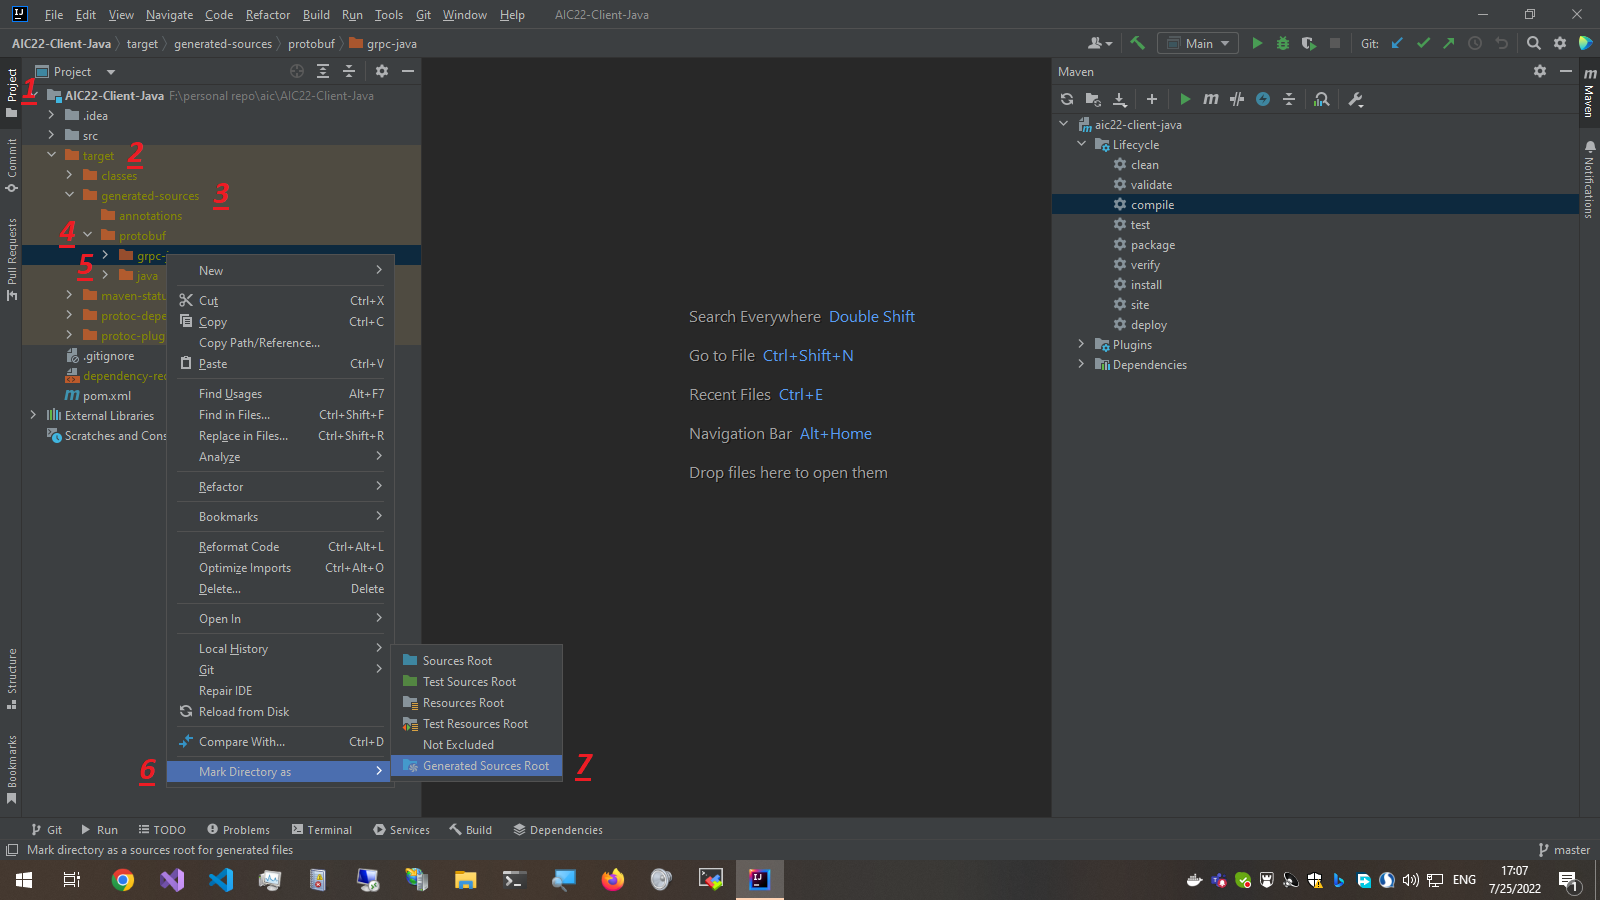 File Edit View Navigate Code Refactor Build Run Tools Git Window Help AIC22-Client-Java
AIC22-Client-Java target generated-sources protobuf grpc-java
Main Git:
Project
1
AIC22-Client-Java F:\personal repo\aic\AIC22-Client-Java
.idea
src
target 2
classes
generated-sources 3
annotations
4 protobuf
5 grpc-j
java
maven-statu
protoc-depe
protoc-plug
.gitignore
dependency-red
pom.xml
External Libraries
Scratches and Cons
Project
Commit
Pull Requests
Structure
Bookmarks
New
Cut Ctrl+X
Copy Ctrl+C
Copy Path/Reference...
Paste Ctrl+V
Find Usages Alt+F7
Find in Files... Ctrl+Shift+F
Replace in Files... Ctrl+Shift+R
Analyze
Refactor
Bookmarks
Reformat Code Ctrl+Alt+L
Optimize Imports Ctrl+Alt+O
Delete... Delete
Open In
Local History
Git
Repair IDE
Reload from Disk
Compare With... Ctrl+D
6 Mark Directory as
Sources Root
Test Sources Root
Resources Root
Test Resources Root
Not Excluded
Generated Sources Root 7
Search Everywhere Double Shift
Go to File Ctrl+Shift+N
Recent Files Ctrl+E
Navigation Bar Alt+Home
Drop files here to open them
Maven
aic22-client-java
Lifecycle
clean
validate
compile
test
package
verify
install
site
deploy
Plugins
Dependencies
Maven
Notifications
Git Run TODO Problems Terminal Services Build Dependencies
Mark directory as a sources root for generated files master
ENG 17:07
7/25/2022
1